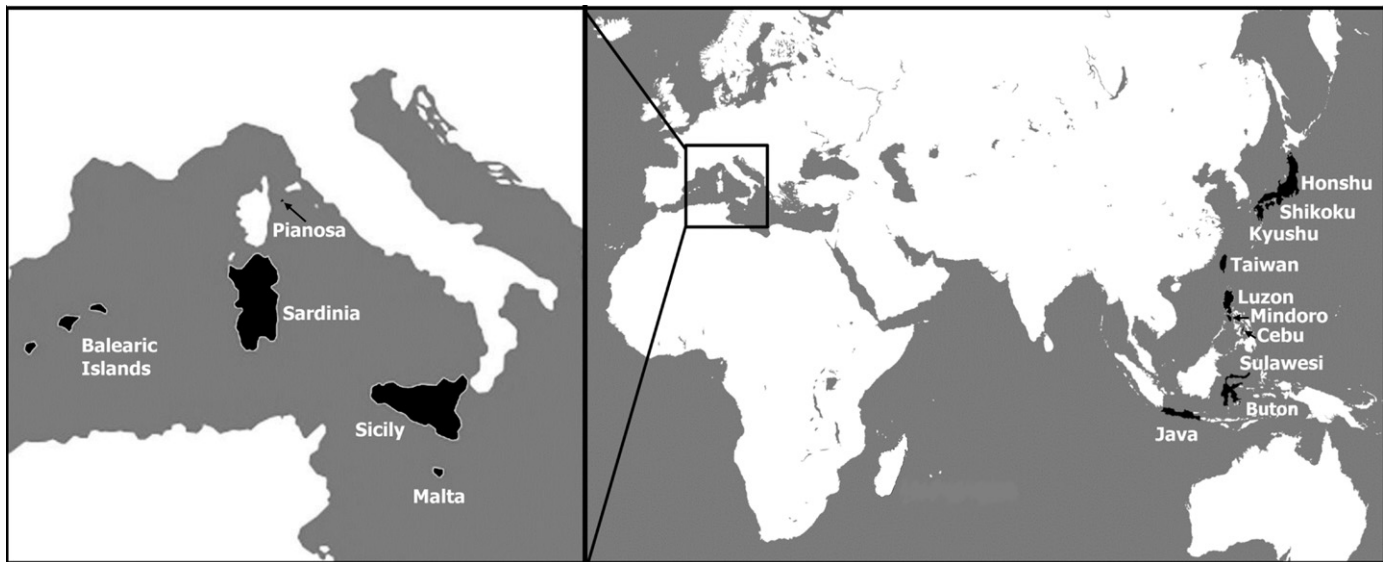 Pianosa
Sardinia
Balearic
Islands
Sicily
Malta
Honshu
Shikoku
Kyushu
Taiwan
Luzon
Mindoro
Cebu
Sulawesi
Buton
Java